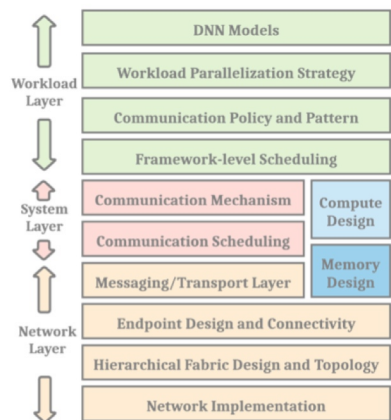 DNN Models
Workload Parallelization Strategy
Workload
Layer
Communication Policy and Pattern
Framework-level Scheduling
Communication Mechanism
Compute
Design
System
Layer
Communication Scheduling
Memory
Design
Messaging/Transport Layer
Endpoint Design and Connectivity
Network
Layer
Hierarchical Fabric Design and Topology
Network Implementation